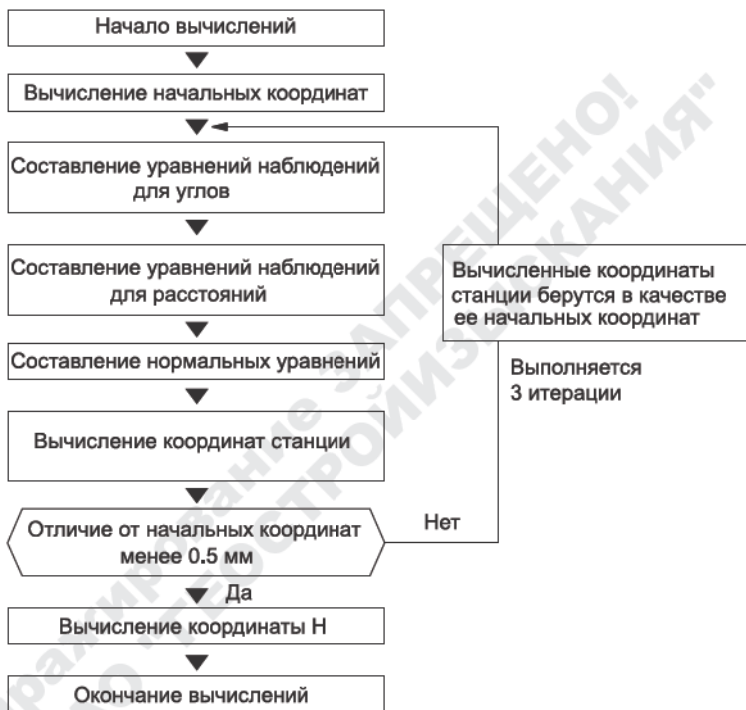 Начало вычислений
Вычисление начальных координат
Составление уравнений наблюдений
для углов
Составление уравнений наблюдений
для расстояний
Вычисленные координаты
станции берутся в качестве
ее начальных координат
Составление нормальных уравнений
Выполняется
3 итерации
Вычисление координат станции
Отличие от начальных координат
менее 0.5 мм
Нет
Да
Вычисление координаты Н
Окончание вычислений
ЗАПРЕЩЕНО!